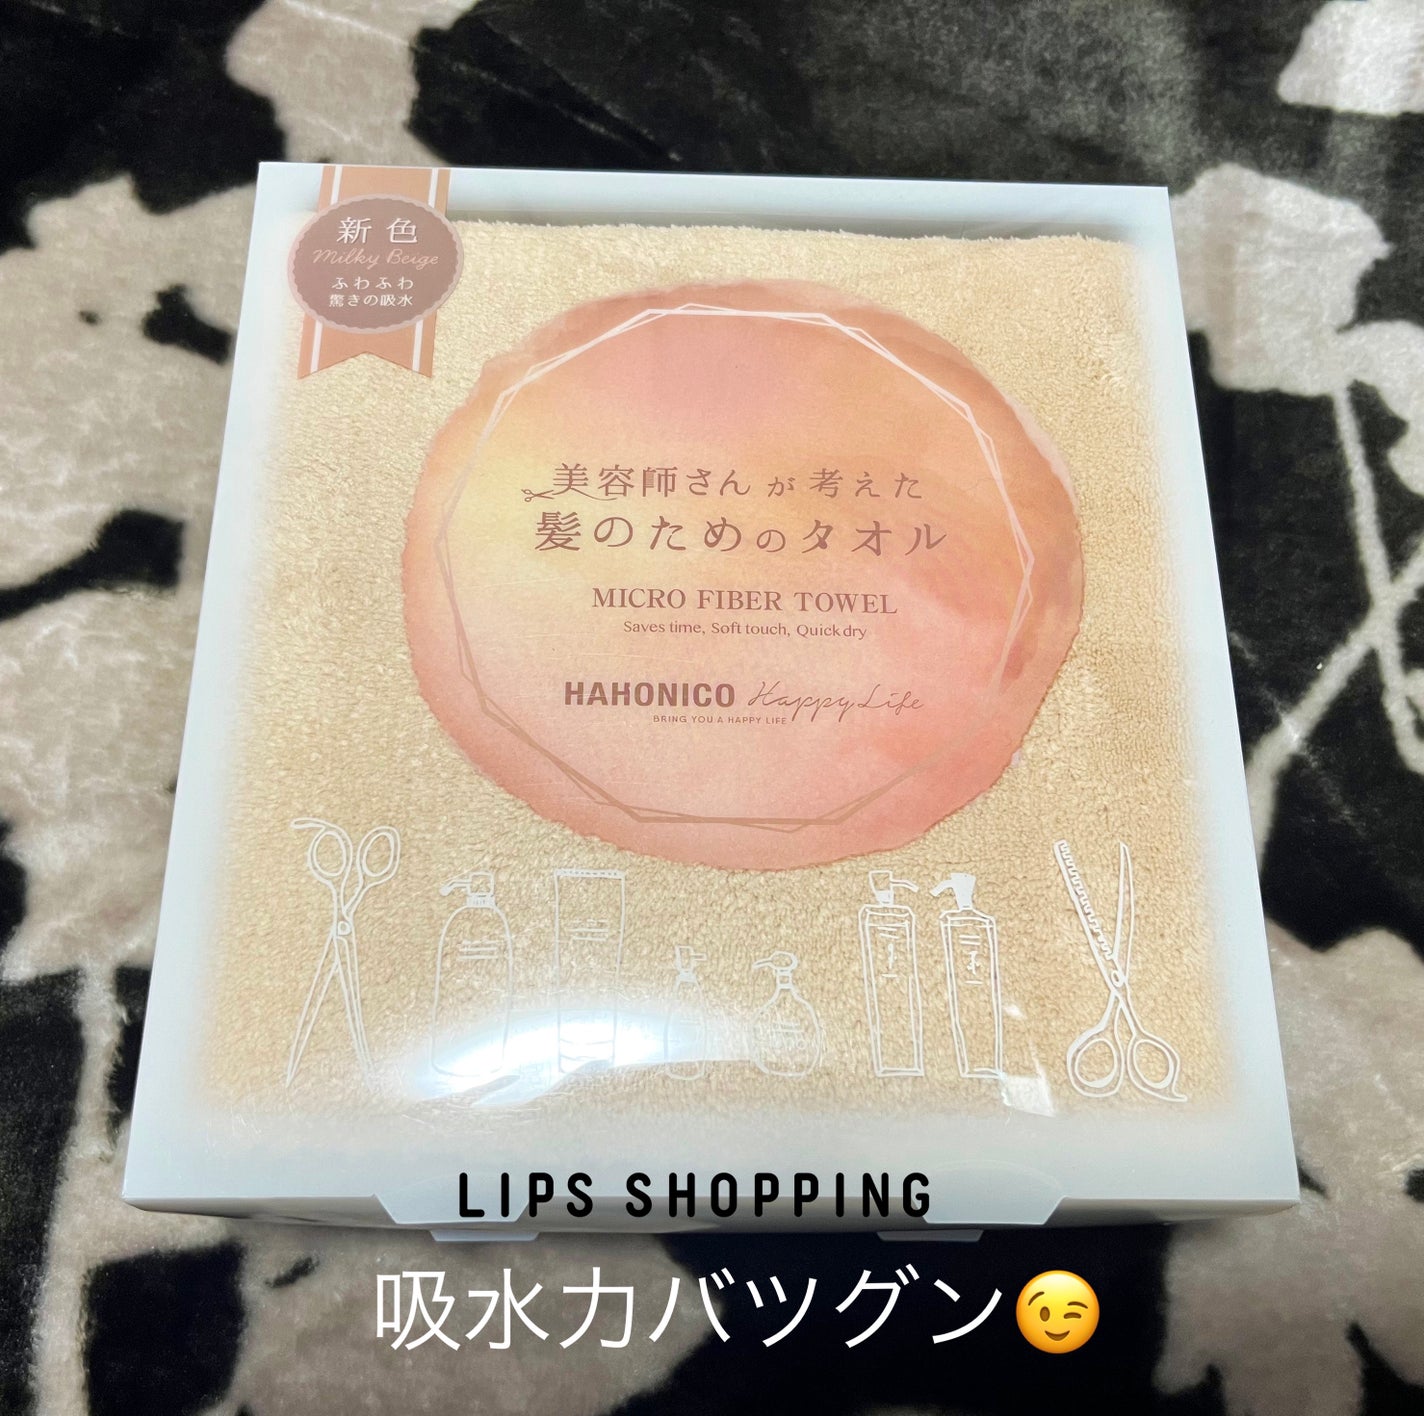 新色
Milky Beige
ふわふわ
驚きの吸水
美容師さんが考えた
髪のためのタオル
MICRO FIBER TOWEL
Saves time, Soft touch, Quick dry
HAHONICO Happy Life
BRING YOU A HAPPY LIFE
LIPS SHOPPING
吸水力バツグン😉